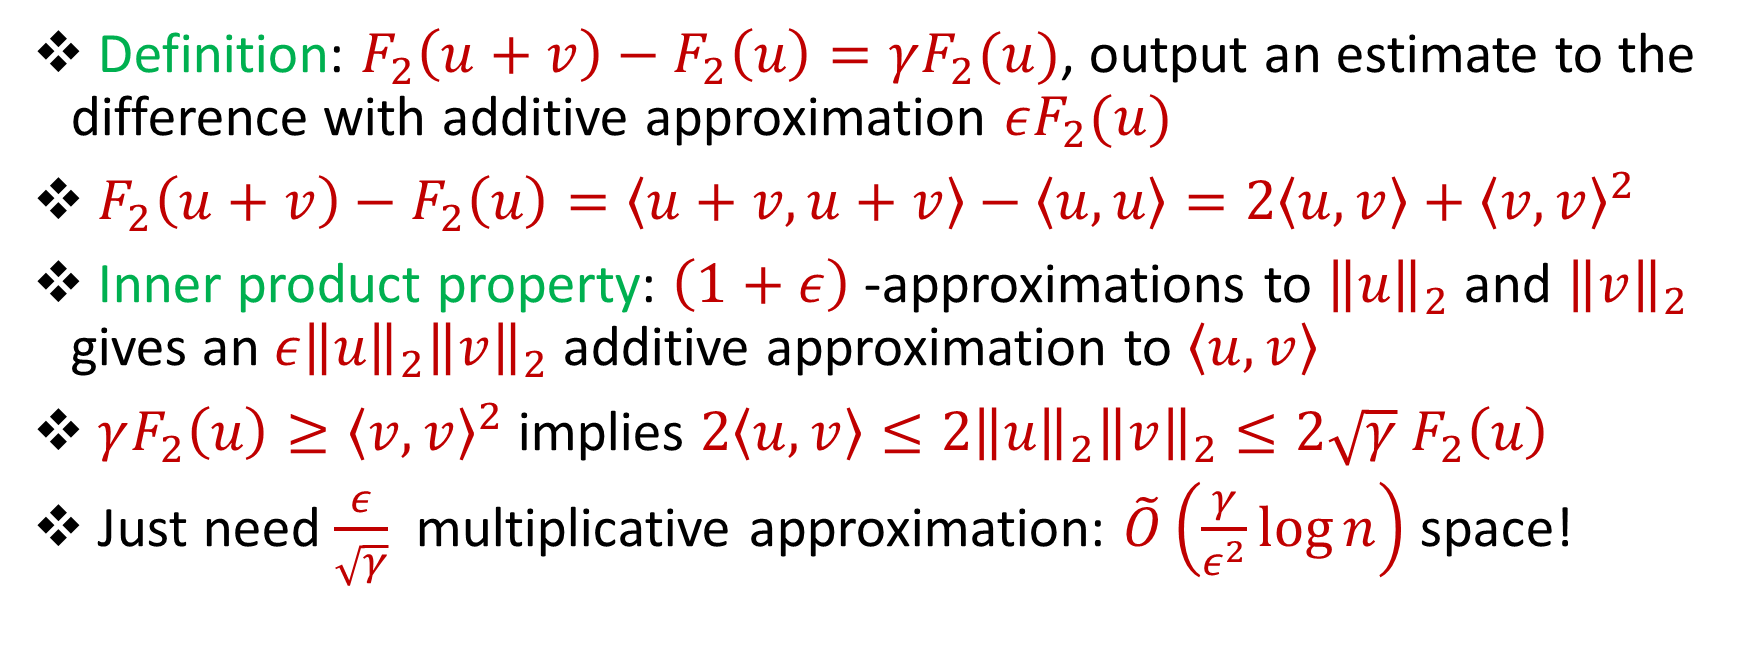 ❖ Definition: F₂(u + v) − F₂(u) = γF₂(u), output an estimate to the
difference with additive approximation ϵF₂(u)
❖ F₂(u + v) − F₂(u) = ⟨u + v, u + v⟩ − ⟨u, u⟩ = 2⟨u, v⟩ + ⟨v, v⟩²
❖ Inner product property: (1 + ϵ) -approximations to ‖u‖₂ and ‖v‖₂
gives an ϵ‖u‖₂‖v‖₂ additive approximation to ⟨u, v⟩
❖ γF₂(u) ≥ ⟨v, v⟩² implies 2⟨u, v⟩ ≤ 2‖u‖₂‖v‖₂ ≤ 2√γ F₂(u)
❖ Just need ϵ/√γ multiplicative approximation: Õ(γ/ϵ² log n) space!